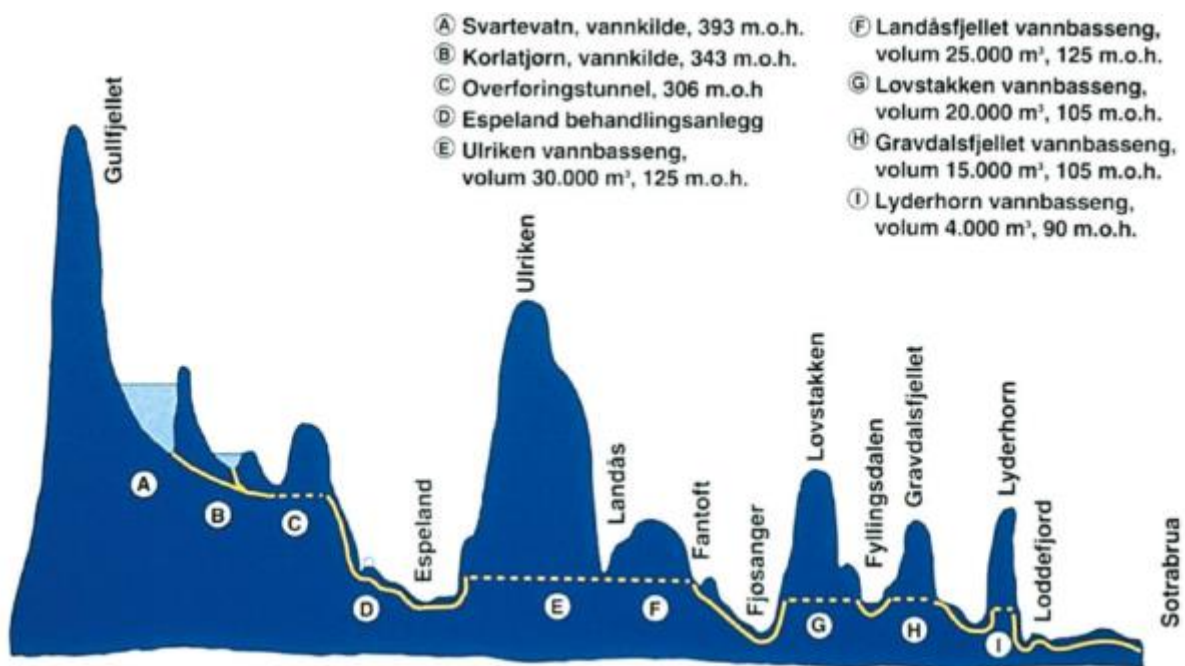 Ⓐ Svartevatn, vannkilde, 393 m.o.h.
Ⓑ Korlatjørn, vannkilde, 343 m.o.h.
Ⓒ Overføringstunnel, 306 m.o.h
Ⓓ Espeland behandlingsanlegg
Ⓔ Ulriken vannbasseng,
volum 30.000 m³, 125 m.o.h.
Ⓕ Landåsfjellet vannbasseng,
volum 25.000 m³, 125 m.o.h.
Ⓖ Løvstakken vannbasseng,
volum 20.000 m³, 105 m.o.h.
Ⓗ Gravdalsfjellet vannbasseng,
volum 15.000 m³, 105 m.o.h.
Ⓘ Lyderhorn vannbasseng,
volum 4.000 m³, 90 m.o.h.
Gullfjellet
Espeland
Ulriken
Landås
Fantoft
Fjøsanger
Løvstakken
Fyllingsdalen
Gravdalsfjellet
Lyderhorn
Loddefjord
Sotrabrua
A
B
C
D
E
F
G
H
I